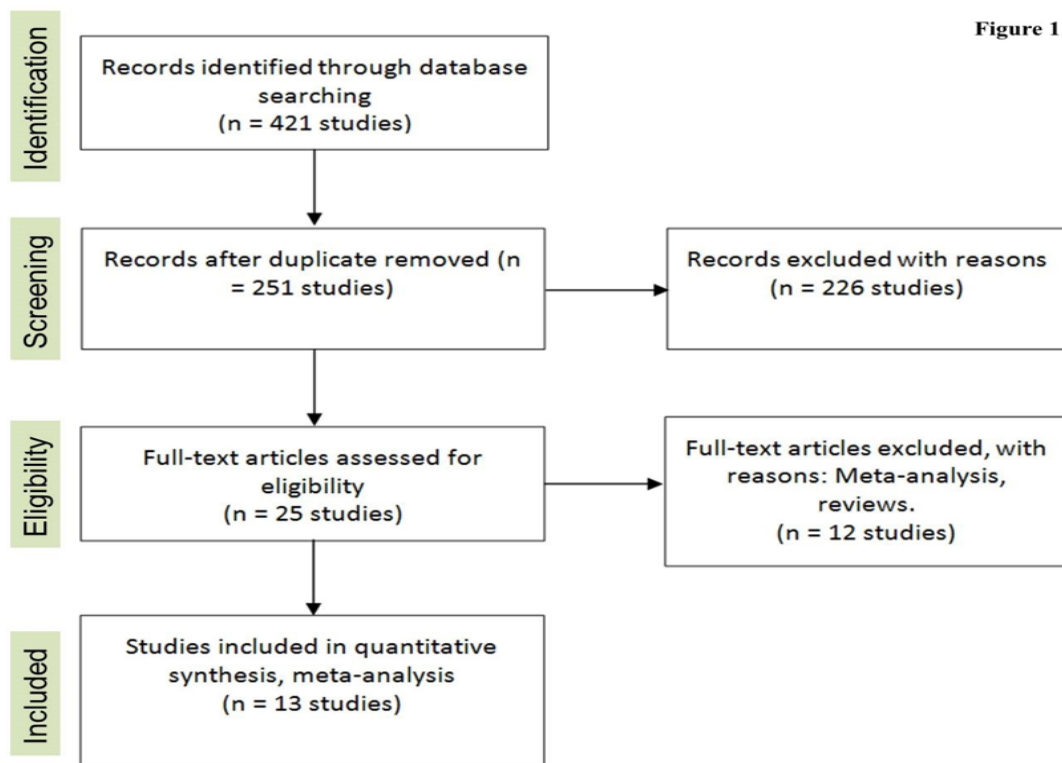 Figure 1
Identification
Records identified through database
searching
(n = 421 studies)
Screening
Records after duplicate removed (n
= 251 studies)
Records excluded with reasons
(n = 226 studies)
Eligibility
Full-text articles assessed for
eligibility
(n = 25 studies)
Full-text articles excluded, with
reasons: Meta-analysis,
reviews.
(n = 12 studies)
Included
Studies included in quantitative
synthesis, meta-analysis
(n = 13 studies)